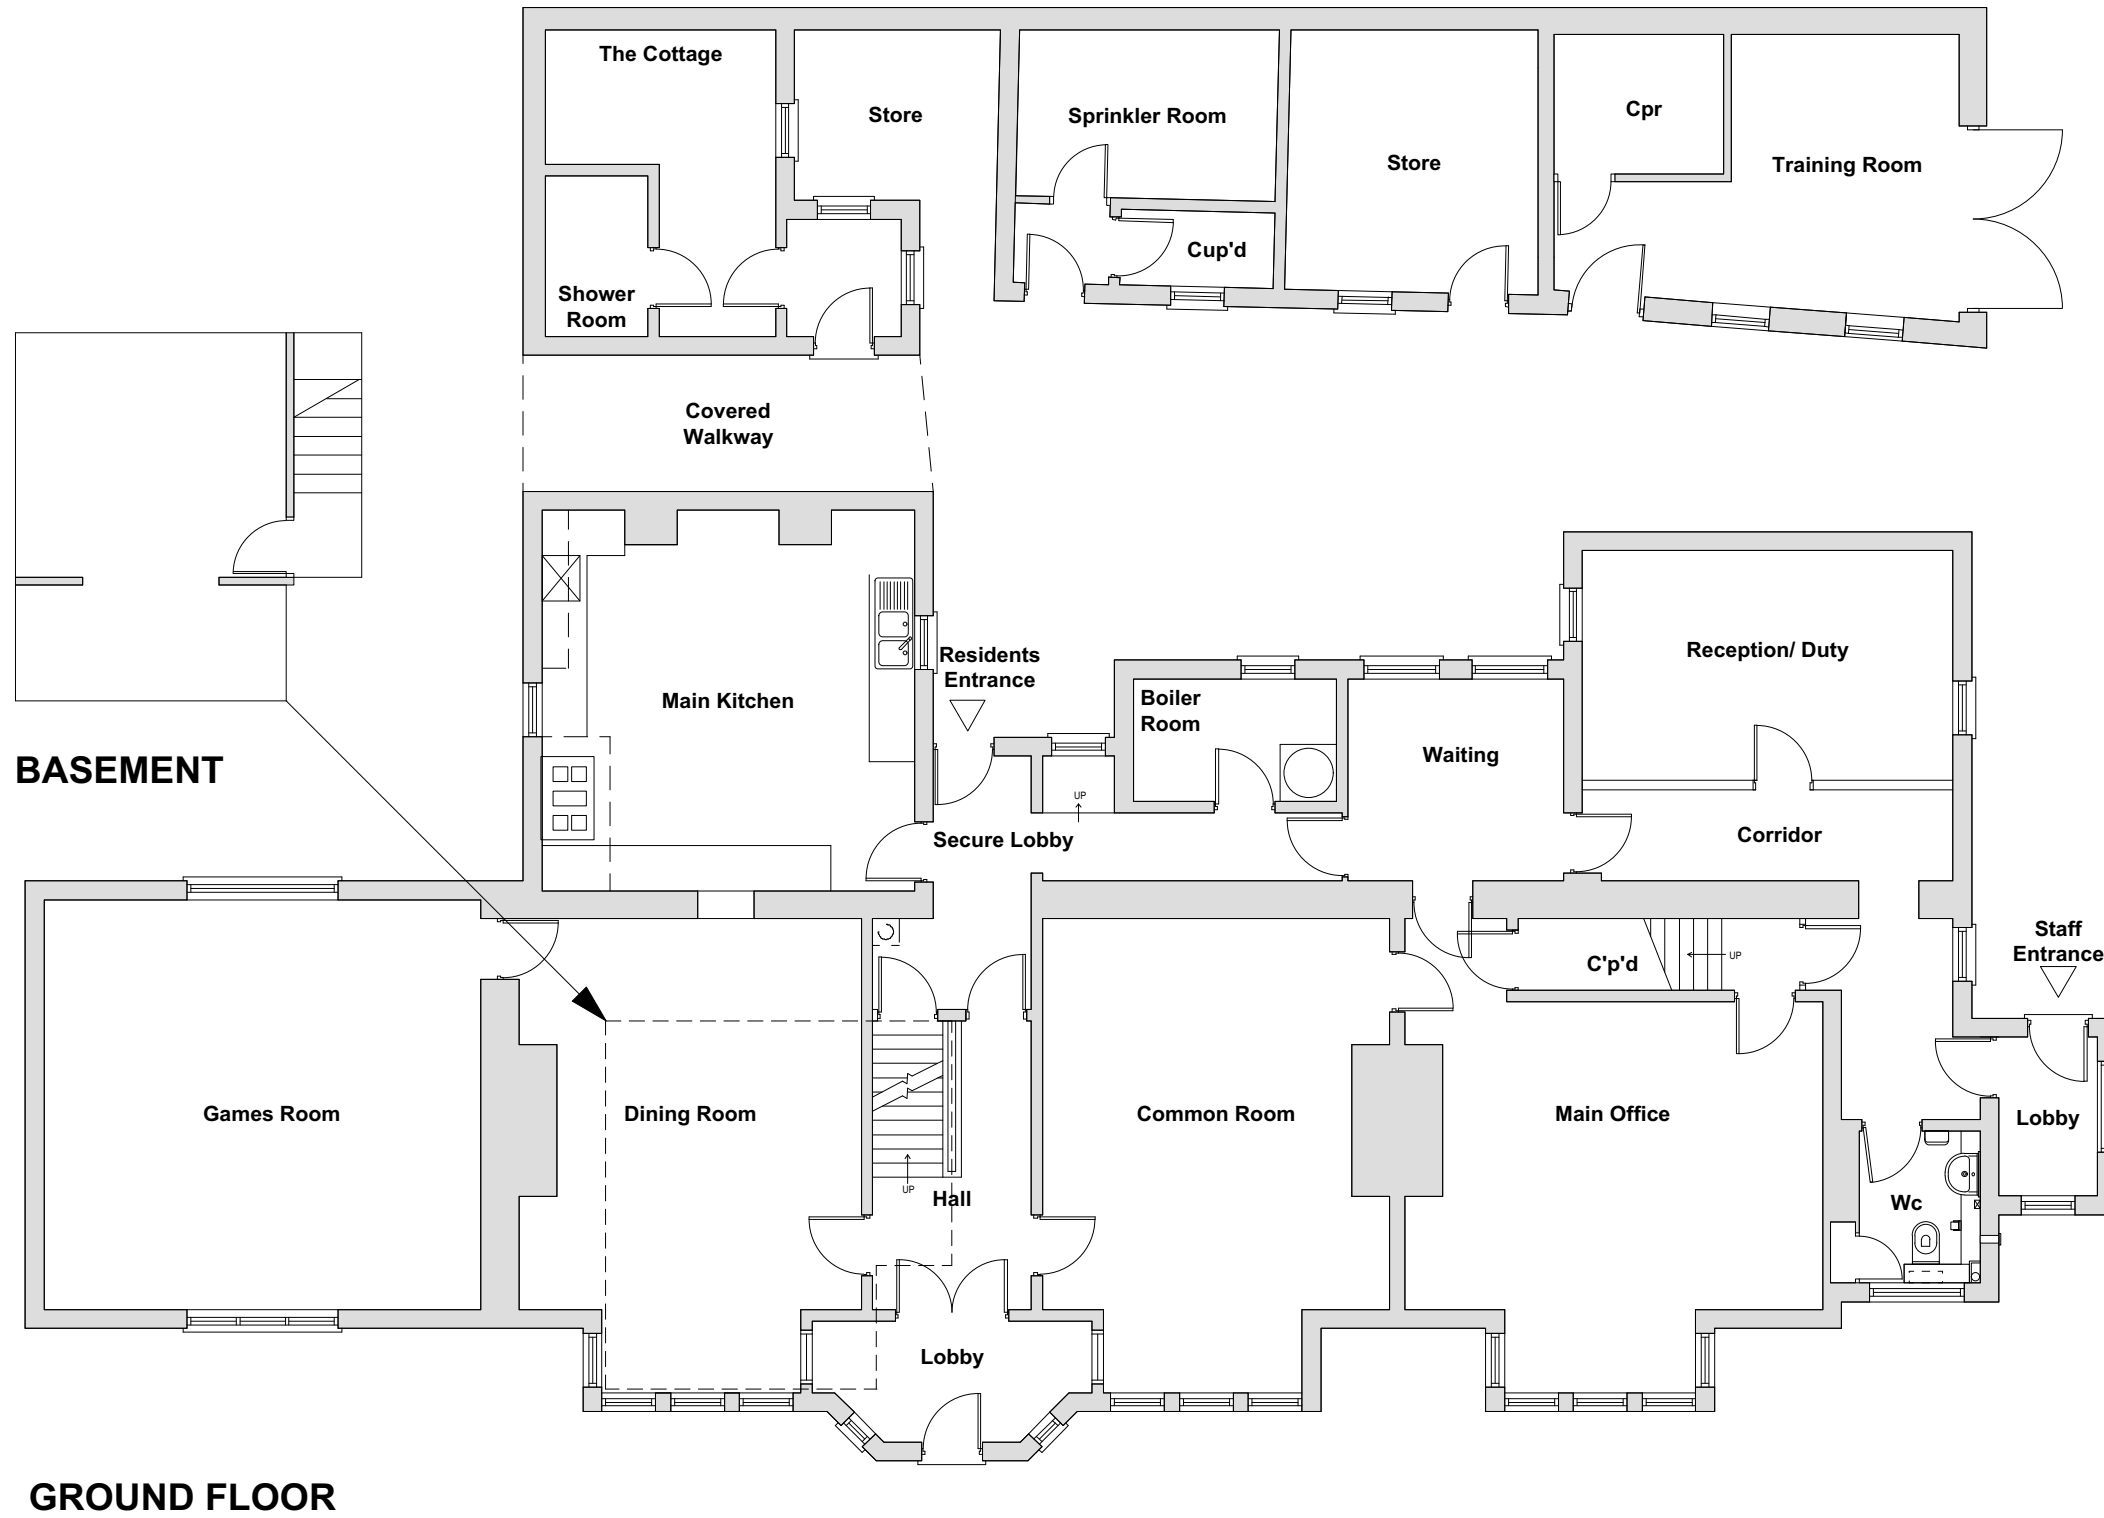 The Cottage
Store
Sprinkler Room
Cup'd
Store
Cpr
Training Room
Shower
Room
Covered
Walkway
BASEMENT
Main Kitchen
Residents
Entrance
Boiler
Room
UP
Secure Lobby
Waiting
Reception/ Duty
Corridor
C'p'd
UP
Staff
Entrance
Games Room
Dining Room
UP
Hall
Common Room
Main Office
Lobby
Wc
Lobby
GROUND FLOOR